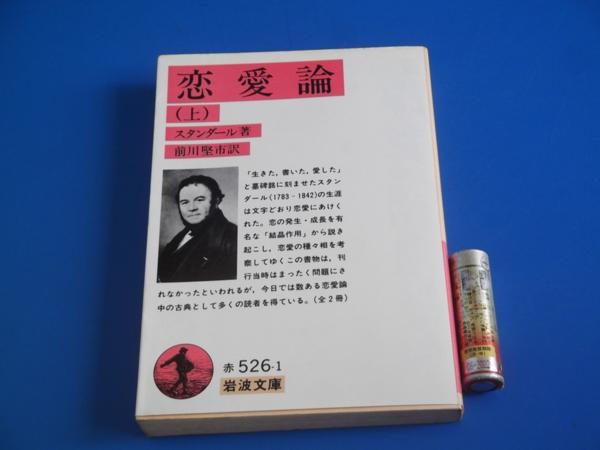 恋愛論
(上)
スタンダール著
前川堅市訳
「生きた，書いた，愛した」
と墓碑銘に刻ませたスタン
ダール(1783-1842)の生涯
は文字どおり恋愛にあけく
れた。恋の発生・成長を有
名な「結晶作用」から説き
起こし，恋愛の種々相を考
察してゆくこの書物は，刊
行当時はまったく問題にさ
れなかったといわれるが，今日では数ある恋愛論
中の古典として多くの読者を得ている。(全2冊)
赤 526-1
岩波文庫